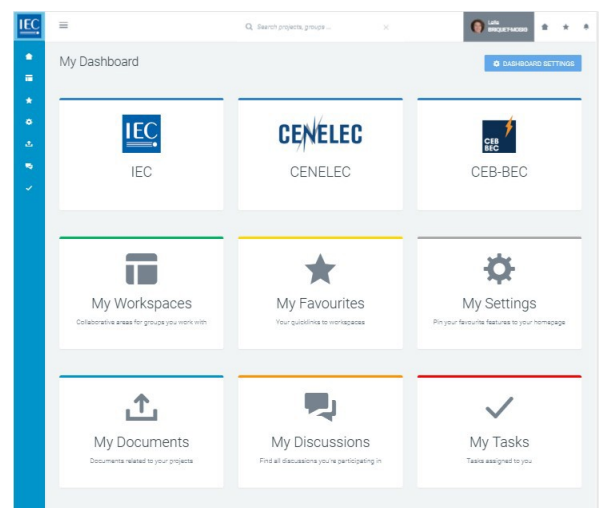 IEC
Search projects, groups ...
My Dashboard
DASHBOARD SETTINGS
IEC
IEC
CENELEC
CENELEC
CEB
BEC
CEB-BEC
My Workspaces
Collaborative areas for groups you work with
My Favourites
Your quicklinks to workspaces
My Settings
Pin your favourite features to your homepage
My Documents
Documents related to your projects
My Discussions
Find all discussions you're participating in
My Tasks
Tasks assigned to you